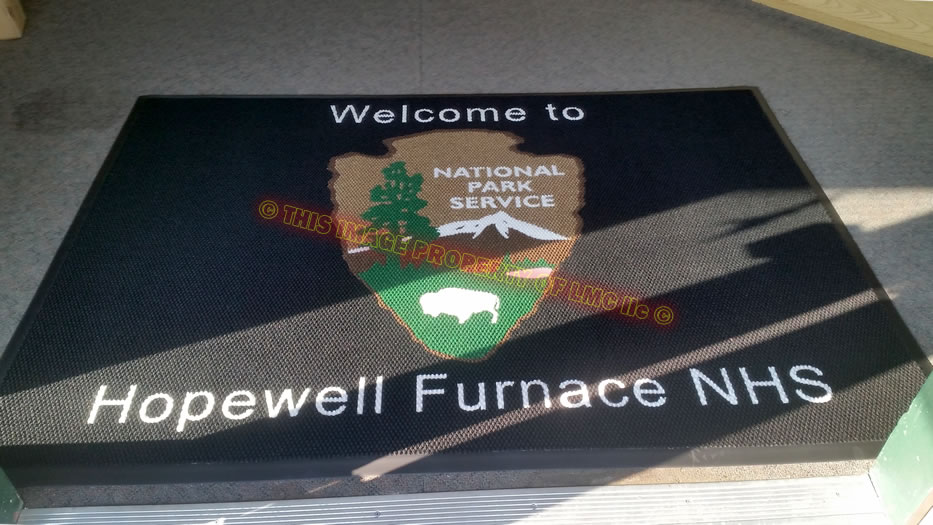 Welcome to
NATIONAL
PARK
SERVICE
© THIS IMAGE PROPERTY OF LMC llc ©
Hopewell Furnace NHS